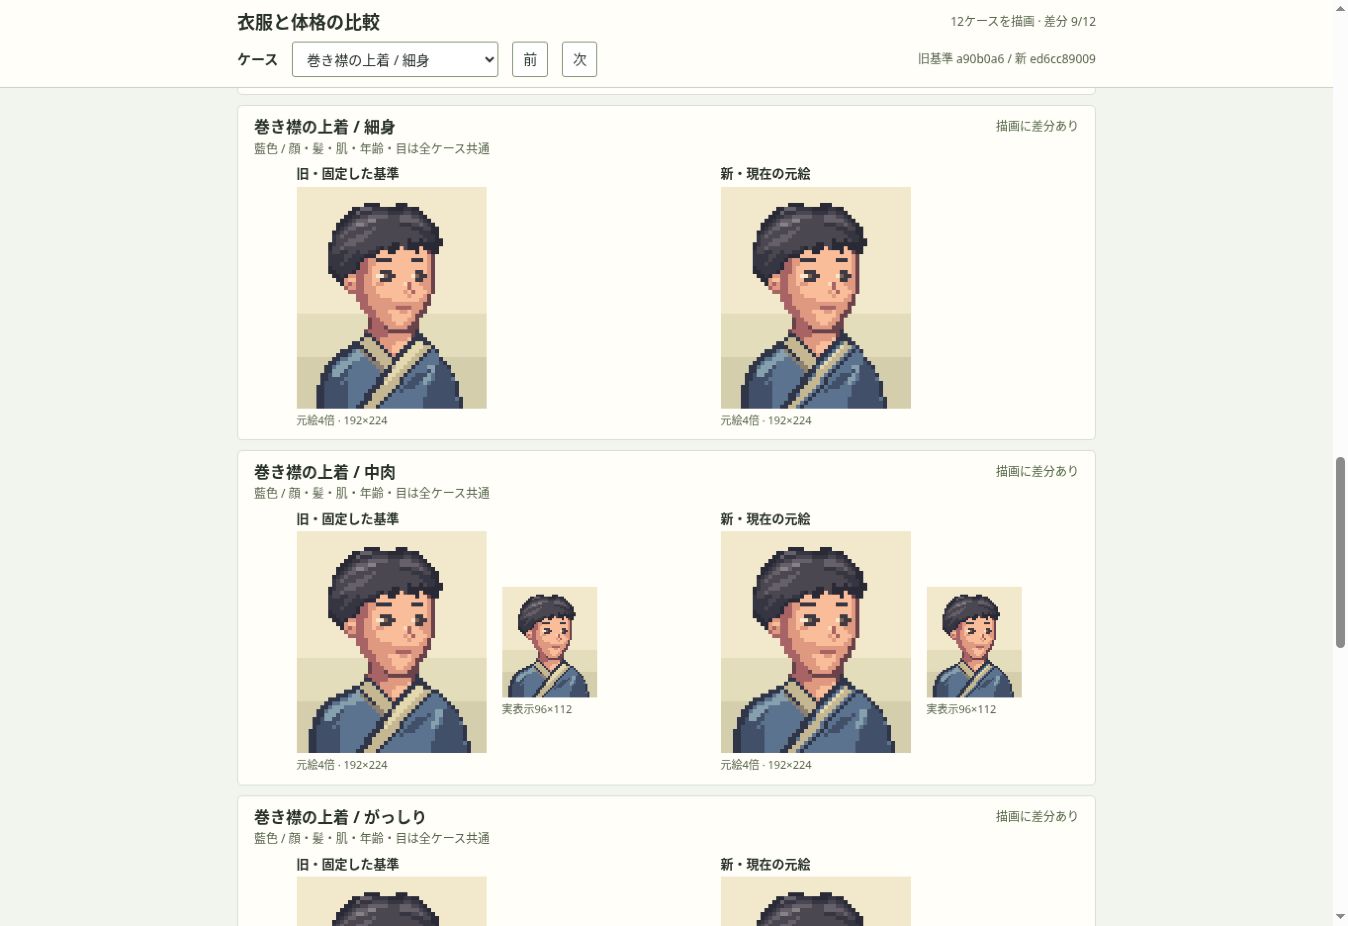 衣服と体格の比較
12ケースを描画 · 差分 9/12
ケース 巻き襟の上着 / 細身 前 次
旧基準 a90b0a6 / 新 ed6cc89009
巻き襟の上着 / 細身
描画に差分あり
藍色 / 顔・髪・肌・年齢・目は全ケース共通
旧・固定した基準
新・現在の元絵
元絵4倍 · 192×224
元絵4倍 · 192×224
巻き襟の上着 / 中肉
描画に差分あり
藍色 / 顔・髪・肌・年齢・目は全ケース共通
旧・固定した基準
新・現在の元絵
実表示96×112
実表示96×112
元絵4倍 · 192×224
元絵4倍 · 192×224
巻き襟の上着 / がっしり
描画に差分あり
藍色 / 顔・髪・肌・年齢・目は全ケース共通
旧・固定した基準
新・現在の元絵